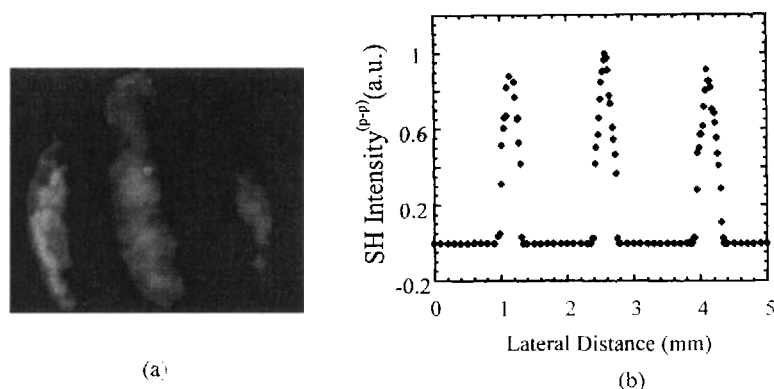 1
0.6
0.2
-0.2
SH Intensity(p-p)(a.u.)
0 1 2 3 4 5
Lateral Distance (mm)
(a)
(b)